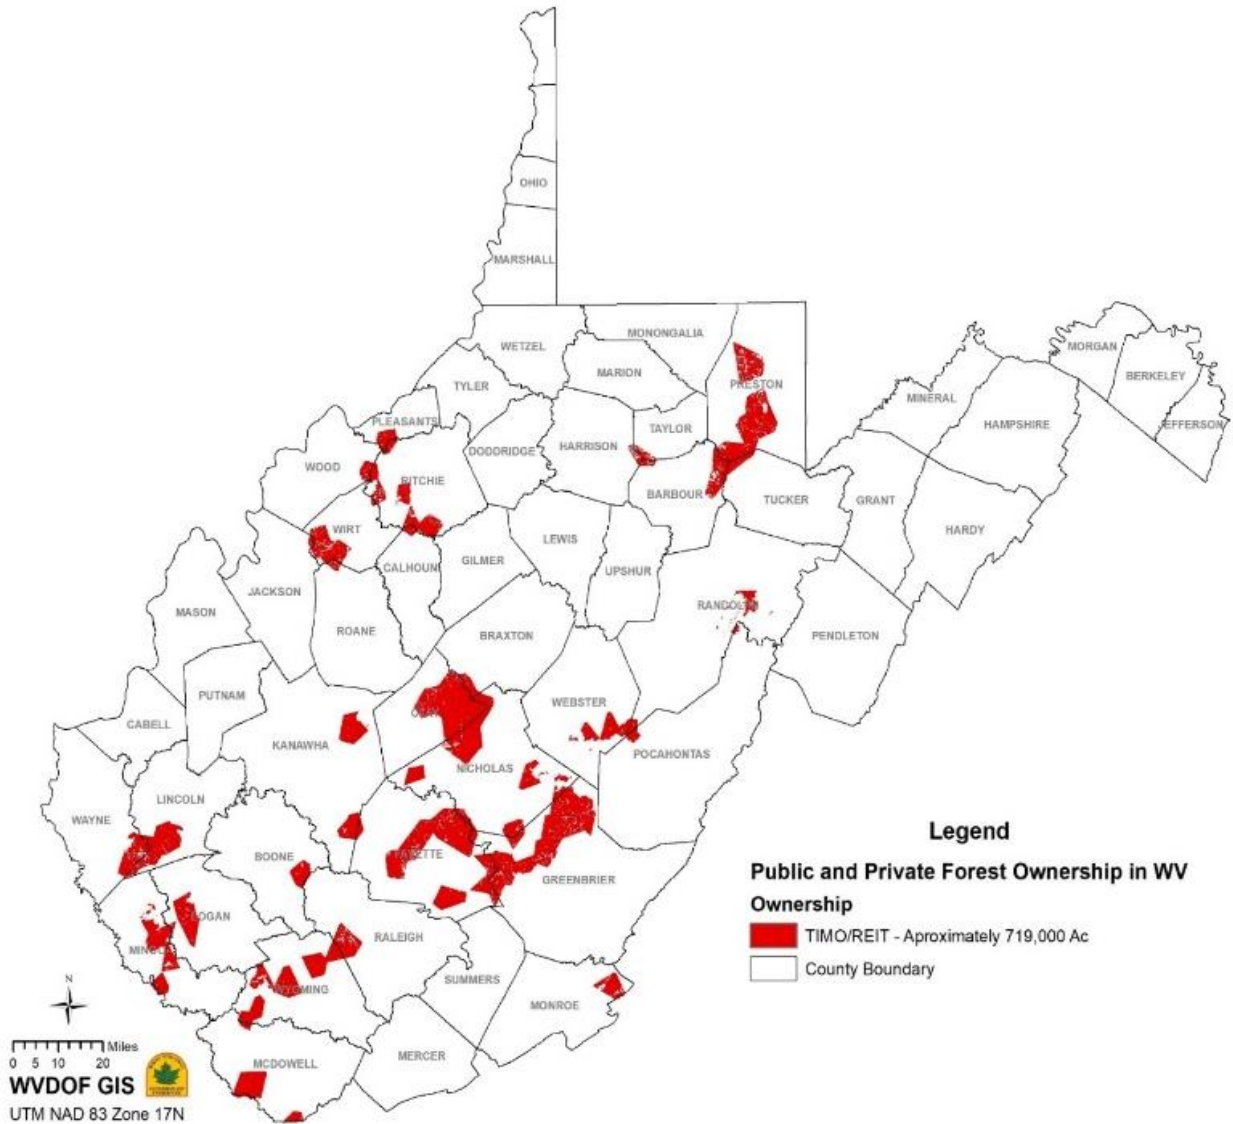 OHIO
MARSHALL
WETZEL
MONONGALIA
MARION
PRESTON
TYLER
PLEASANTS
DODDRIDGE
HARRISON
TAYLOR
WOOD
RITCHIE
BARBOUR
TUCKER
MINERAL
HAMPSHIRE
MORGAN
BERKELEY
EFFERSON
GRANT
HARDY
WIRT
CALHOUN
GILMER
LEWIS
UPSHUR
JACKSON
MASON
ROANE
BRAXTON
RANDOLPH
PENDLETON
PUTNAM
CABELL
KANAWHA
WEBSTER
POCAHONTAS
NICHOLAS
LINCOLN
WAYNE
BOONE
FAYETTE
GREENBRIER
LOGAN
RALEIGH
WYOMING
SUMMERS
MONROE
MCDOWELL
MERCER
Legend
Public and Private Forest Ownership in WV
Ownership
TIMO/REIT - Aproximately 719,000 Ac
County Boundary
N
Miles
0 5 10 20
WVDOF GIS
UTM NAD 83 Zone 17N